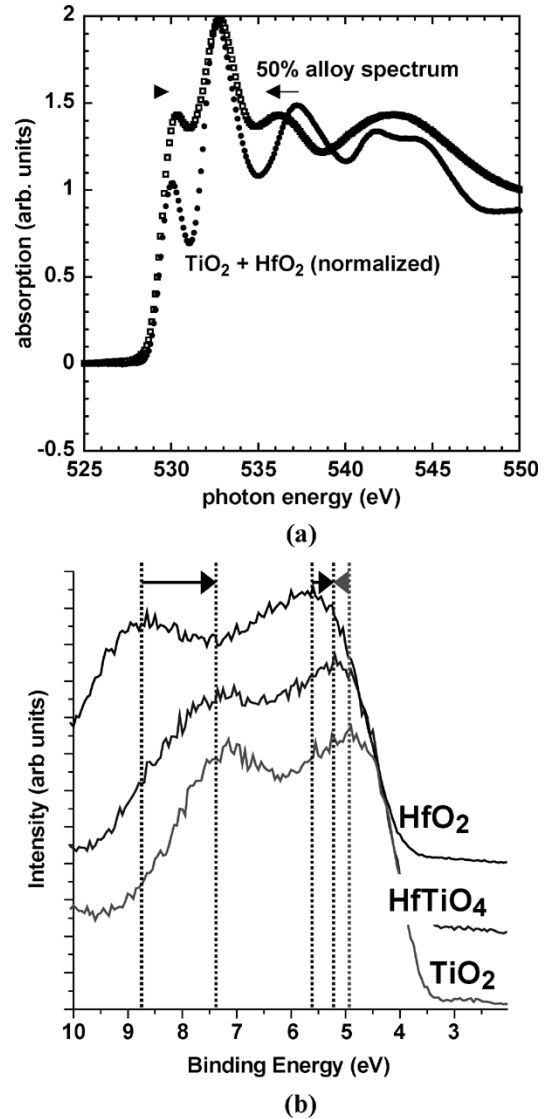 2
50% alloy spectrum
1.5
1
TiO₂ + HfO₂ (normalized)
0.5
0
-0.5
525 530 535 540 545 550
absorption (arb. units)
photon energy (eV)
(a)
Intensity (arb units)
HfO₂
HfTiO₄
TiO₂
10 9 8 7 6 5 4 3
Binding Energy (eV)
(b)